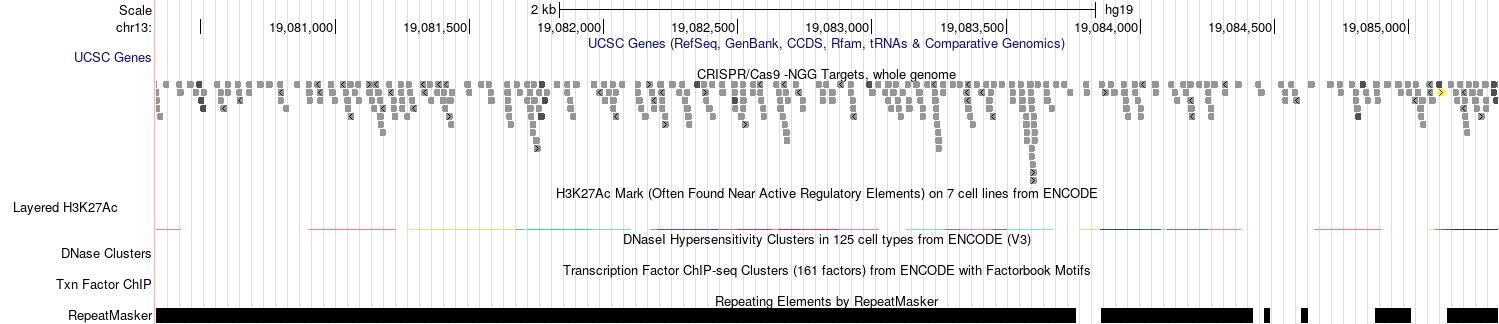 Scale 2 kb hg19
chr13: 19,081,000 19,081,500 19,082,000 19,082,500 19,083,000 19,083,500 19,084,000 19,084,500 19,085,000
UCSC Genes (RefSeq, GenBank, CCDS, Rfam, tRNAs & Comparative Genomics)
UCSC Genes
CRISPR/Cas9 -NGG Targets, whole genome
H3K27Ac Mark (Often Found Near Active Regulatory Elements) on 7 cell lines from ENCODE
Layered H3K27Ac
DNaseI Hypersensitivity Clusters in 125 cell types from ENCODE (V3)
DNase Clusters
Transcription Factor ChIP-seq Clusters (161 factors) from ENCODE with Factorbook Motifs
Txn Factor ChIP
Repeating Elements by RepeatMasker
RepeatMasker